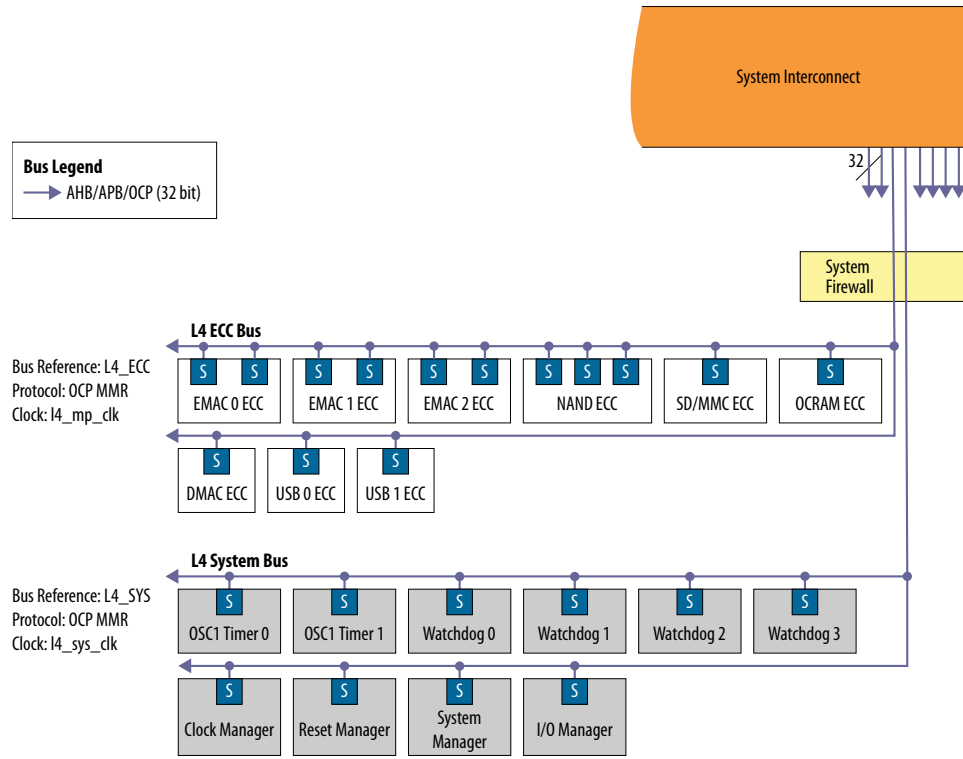 System Interconnect
32
Bus Legend
AHB/APB/OCP (32 bit)
System
Firewall
L4 ECC Bus
Bus Reference: L4_ECC
Protocol: OCP MMR
Clock: l4_mp_clk
S S S S S S S S S S S
EMAC 0 ECC EMAC 1 ECC EMAC 2 ECC NAND ECC SD/MMC ECC OCRAM ECC
S S S
DMAC ECC USB 0 ECC USB 1 ECC
L4 System Bus
Bus Reference: L4_SYS
Protocol: OCP MMR
Clock: l4_sys_clk
S S S S S S
OSC1 Timer 0 OSC1 Timer 1 Watchdog 0 Watchdog 1 Watchdog 2 Watchdog 3
S S S S
Clock Manager Reset Manager System Manager I/O Manager